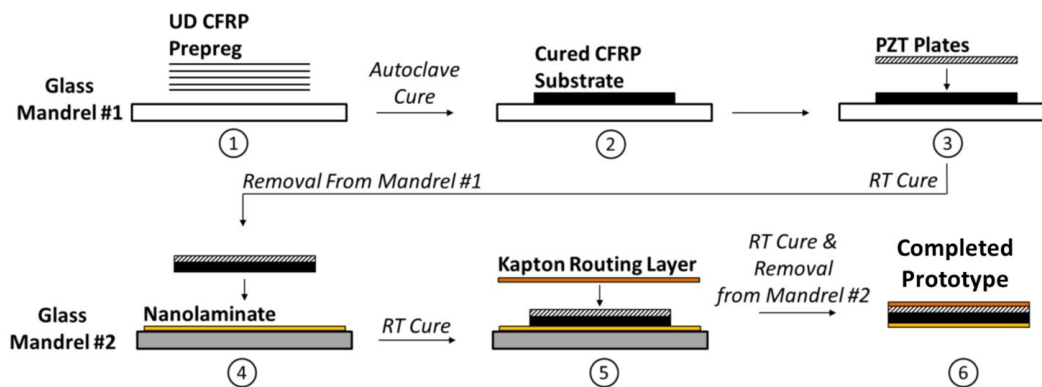 UD CFRP
Prepreg
Glass
Mandrel #1
Autoclave
Cure
Cured CFRP
Substrate
PZT Plates
1
2
3
Removal From Mandrel #1
RT Cure
Glass
Mandrel #2
Nanolaminate
RT Cure
Kapton Routing Layer
RT Cure &
Removal
from Mandrel #2
Completed
Prototype
4
5
6